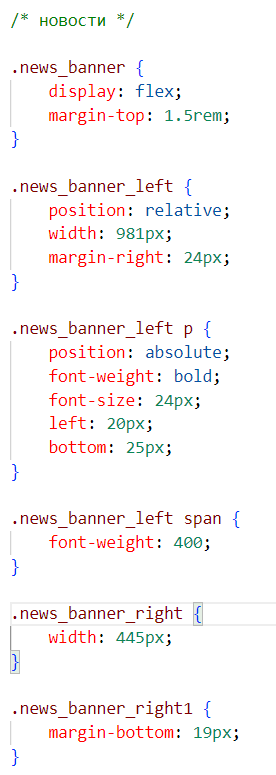 /* новости */
.news_banner {
display: flex;
margin-top: 1.5rem;
}
.news_banner_left {
position: relative;
width: 981px;
margin-right: 24px;
}
.news_banner_left p {
position: absolute;
font-weight: bold;
font-size: 24px;
left: 20px;
bottom: 25px;
}
.news_banner_left span {
font-weight: 400;
}
.news_banner_right {
width: 445px;
}
.news_banner_right1 {
margin-bottom: 19px;
}